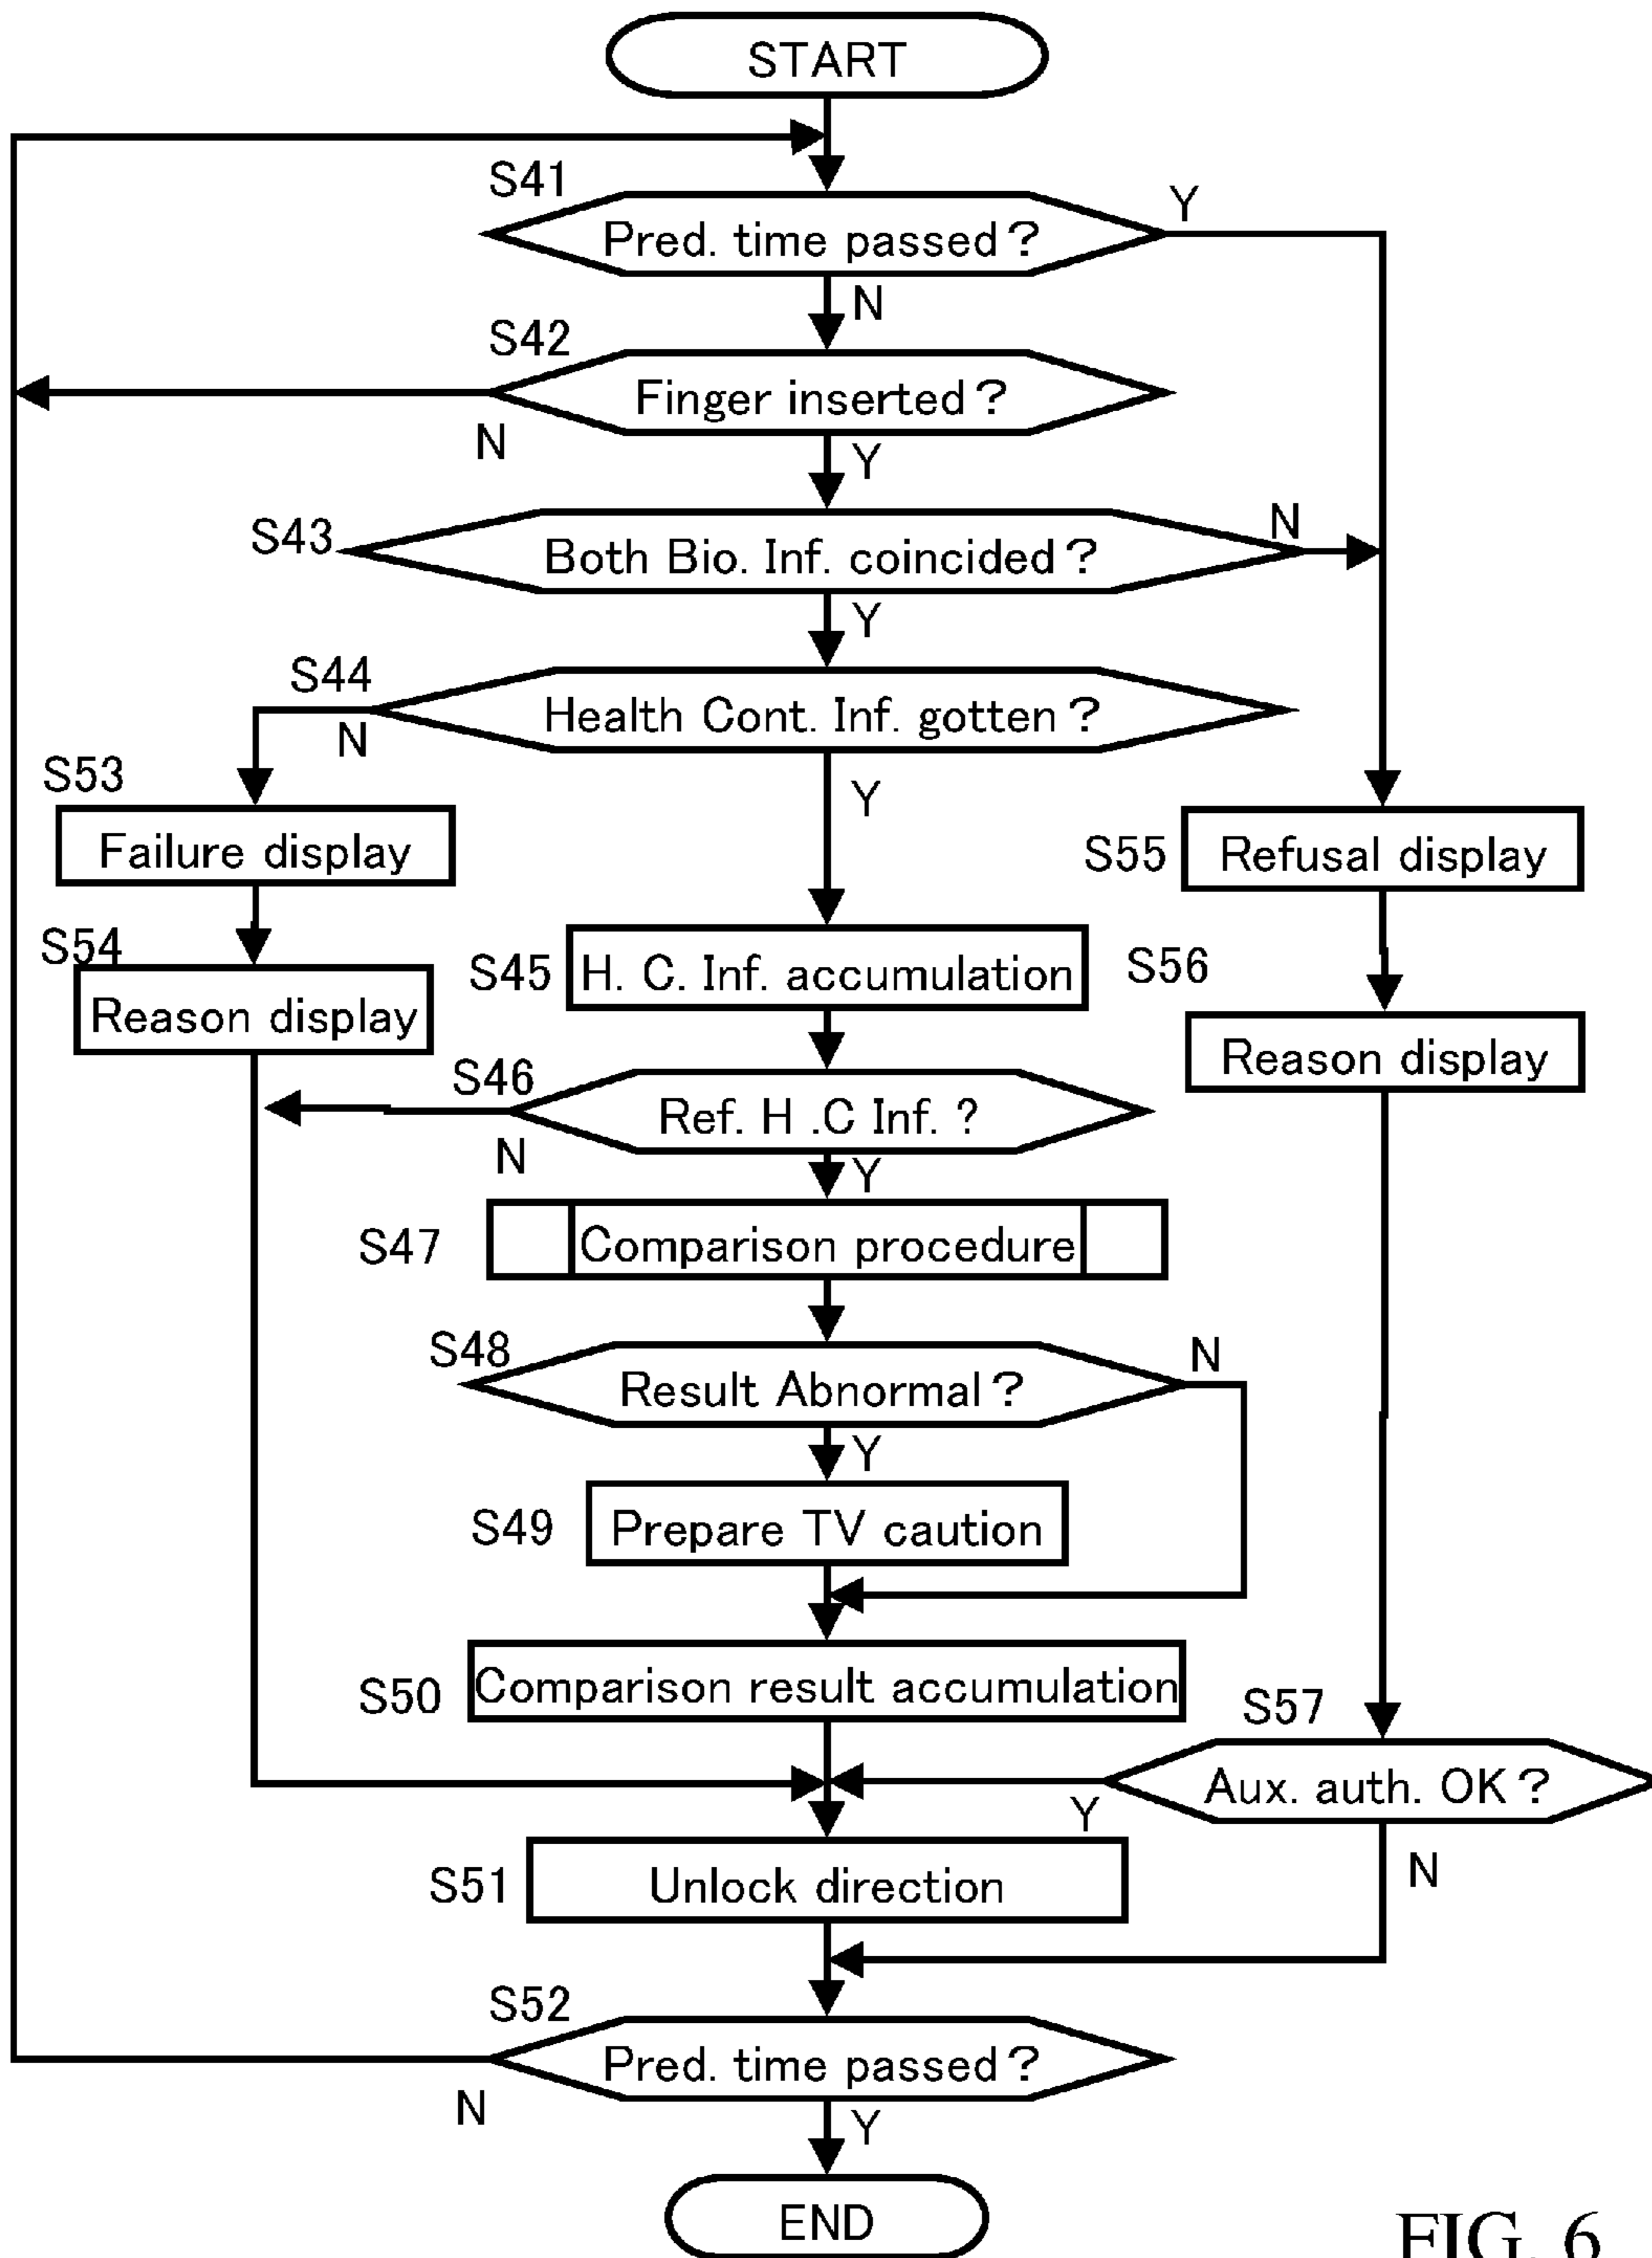 START
S41
Pred. time passed?
Y
N
S42
Finger inserted?
N
Y
S43
Both Bio. Inf. coincided?
N
Y
S44
Health Cont. Inf. gotten?
N
Y
S53
Failure display
S55
Refusal display
S54
Reason display
S45
H. C. Inf. accumulation
S56
Reason display
S46
Ref. H .C Inf. ?
N
Y
S47
Comparison procedure
S48
Result Abnormal?
N
Y
S49
Prepare TV caution
S50
Comparison result accumulation
S57
Aux. auth. OK?
Y
N
S51
Unlock direction
S52
Pred. time passed?
N
Y
END
FIG. 6